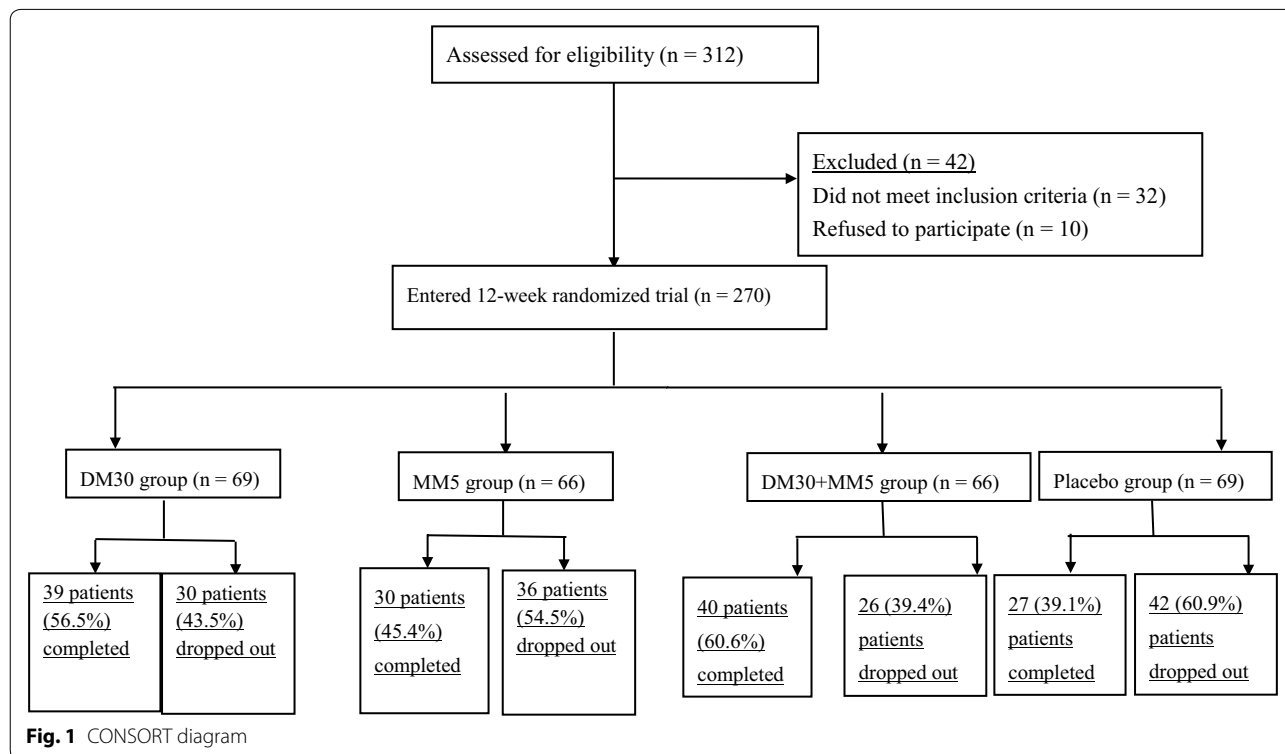 Assessed for eligibility (n = 312)
Excluded (n = 42)
Did not meet inclusion criteria (n = 32)
Refused to participate (n = 10)
Entered 12-week randomized trial (n = 270)
DM30 group (n = 69)
MM5 group (n = 66)
DM30+MM5 group (n = 66)
Placebo group (n = 69)
39 patients
(56.5%)
completed
30 patients
(43.5%)
dropped out
30 patients
(45.4%)
completed
36 patients
(54.5%)
dropped out
40 patients
(60.6%)
completed
26 (39.4%)
patients
dropped out
27 (39.1%)
patients
completed
42 (60.9%)
patients
dropped out
Fig. 1 CONSORT diagram